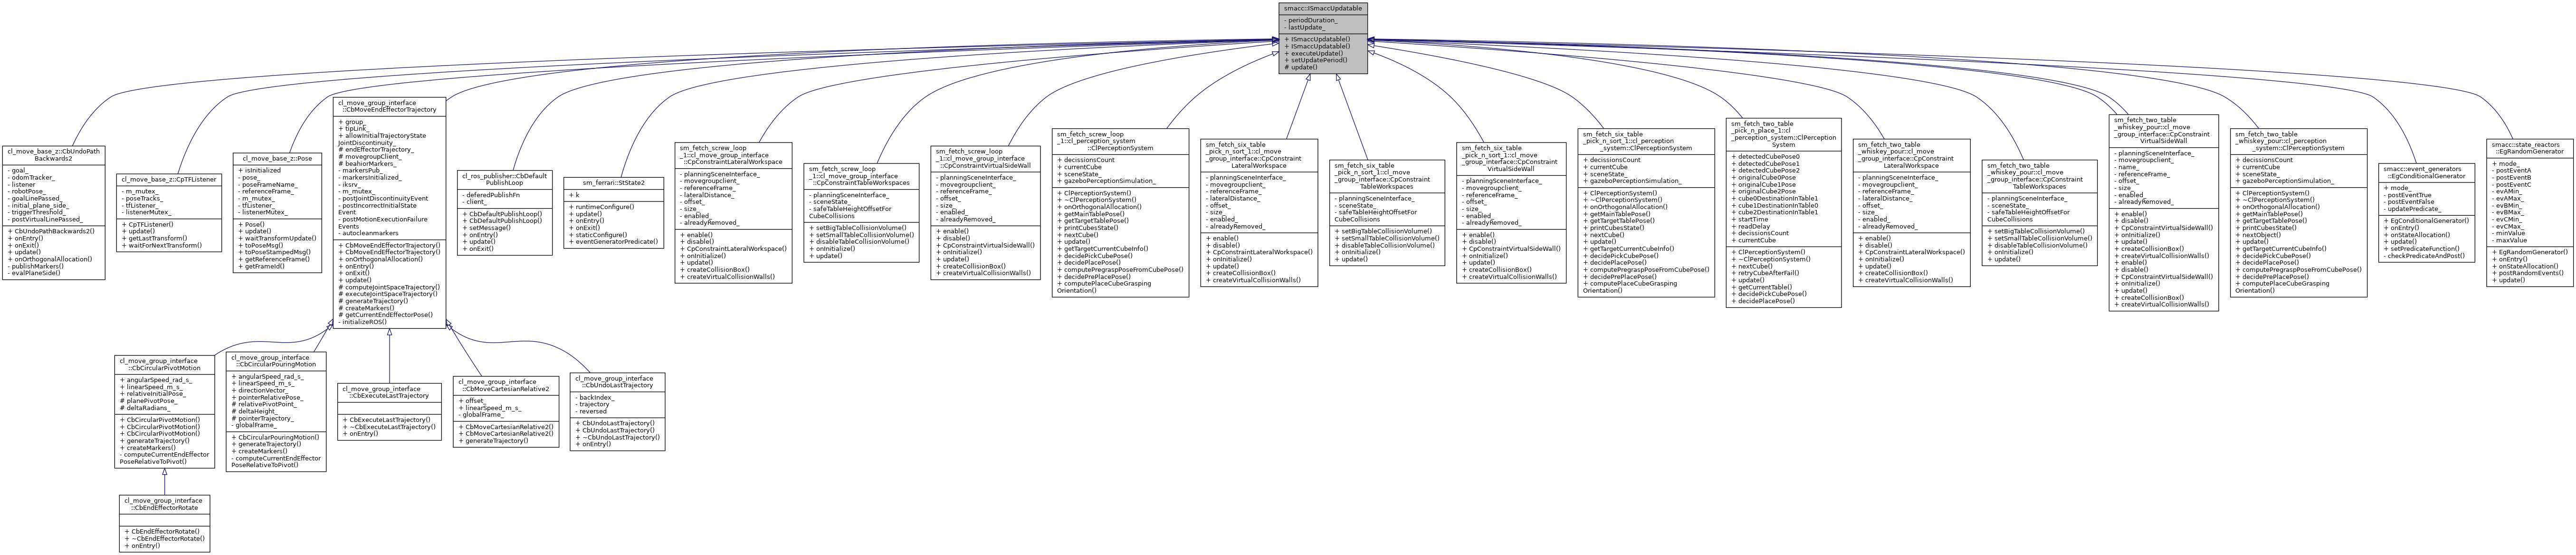 smacc::ISmaccUpdatable
- periodDuration_
- lastUpdate_
+ ISmaccUpdatable()
+ ISmaccUpdatable()
+ executeUpdate()
+ setUpdatePeriod()
# update()
cl_move_base_z::CbUndoPath
Backwards2
- goal_
- odomTracker_
- listener
- robotPose_
- goalLinePassed_
- initial_plane_side_
- triggerThreshold_
- postVirtualLinePassed_
+ CbUndoPathBackwards2()
+ onEntry()
+ onExit()
+ update()
+ onOrthogonalAllocation()
- publishMarkers()
- evalPlaneSide()
cl_move_base_z::CpTFListener
- m_mutex_
- poseTracks_
- tfListener_
- listenerMutex_
+ CpTFListener()
+ update()
+ getLastTransform()
+ waitForNextTransform()
cl_move_base_z::Pose
+ isInitialized
- pose_
- poseFrameName_
- referenceFrame_
- m_mutex_
- tfListener_
- listenerMutex_
+ Pose()
+ update()
+ waitTransformUpdate()
+ toPoseMsg()
+ toPoseStampedMsg()
+ getReferenceFrame()
+ getFrameId()
cl_move_group_interface
::CbMoveEndEffectorTrajectory
+ group_
+ tipLink_
+ allowInitialTrajectoryState
JointDiscontinuity_
# endEffectorTrajectory_
# movegroupClient_
# beahiorMarkers_
- markersPub_
- markersInitialized_
- iksrv_
- m_mutex_
- postJointDiscontinuityEvent
- postIncorrectInitialState
Event
- postMotionExecutionFailure
Events
- autocleanmarkers
+ CbMoveEndEffectorTrajectory()
+ CbMoveEndEffectorTrajectory()
+ onOrthogonalAllocation()
+ onEntry()
+ onExit()
+ update()
# computeJointSpaceTrajectory()
# executeJointSpaceTrajectory()
# generateTrajectory()
# createMarkers()
# getCurrentEndEffectorPose()
- initializeROS()
cl_ros_publisher::CbDefault
PublishLoop
- deferedPublishFn
- client_
+ CbDefaultPublishLoop()
+ CbDefaultPublishLoop()
+ setMessage()
+ onEntry()
+ update()
+ onExit()
sm_ferrari::StState2
+ k
+ runtimeConfigure()
+ update()
+ onEntry()
+ onExit()
+ staticConfigure()
+ eventGeneratorPredicate()
sm_fetch_screw_loop
_1::cl_move_group_interface
::CpConstraintLateralWorkspace
- planningSceneInterface_
- movegroupclient_
- referenceFrame_
- lateralDistance_
- offset_
- size_
- enabled_
- alreadyRemoved_
+ enable()
+ disable()
+ CpConstraintLateralWorkspace()
+ onInitialize()
+ update()
+ createCollisionBox()
+ createVirtualCollisionWalls()
sm_fetch_screw_loop
_1::cl_move_group_interface
::CpConstraintTableWorkspaces
- planningSceneInterface_
- sceneState_
- safeTableHeightOffsetFor
CubeCollisions
+ setBigTableCollisionVolume()
+ setSmallTableCollisionVolume()
+ disableTableCollisionVolume()
+ onInitialize()
+ update()
sm_fetch_screw_loop
_1::cl_move_group_interface
::CpConstraintVirtualSideWall
- planningSceneInterface_
- movegroupclient_
- referenceFrame_
- offset_
- size_
- enabled_
- alreadyRemoved_
+ enable()
+ disable()
+ CpConstraintVirtualSideWall()
+ onInitialize()
+ update()
+ createCollisionBox()
+ createVirtualCollisionWalls()
sm_fetch_screw_loop
_1::cl_perception_system
::ClPerceptionSystem
+ decissionsCount
+ currentCube
+ sceneState_
- gazeboPerceptionSimulation_
+ ClPerceptionSystem()
+ ~ClPerceptionSystem()
+ onOrthogonalAllocation()
+ getMainTablePose()
+ getTargetTablePose()
+ printCubesState()
+ nextCube()
+ update()
+ getTargetCurrentCubeInfo()
+ decidePickCubePose()
+ decidePlacePose()
+ computePregraspPoseFromCubePose()
+ decidePrePlacePose()
+ computePlaceCubeGrasping
Orientation()
sm_fetch_six_table
_pick_n_sort_1::cl_move
_group_interface::CpConstraint
LateralWorkspace
- planningSceneInterface_
- movegroupclient_
- referenceFrame_
- lateralDistance_
- offset_
- size_
- enabled_
- alreadyRemoved_
+ enable()
+ disable()
+ CpConstraintLateralWorkspace()
+ onInitialize()
+ update()
+ createCollisionBox()
+ createVirtualCollisionWalls()
sm_fetch_six_table
_pick_n_sort_1::cl_move
_group_interface::CpConstraint
TableWorkspaces
- planningSceneInterface_
- sceneState_
- safeTableHeightOffsetFor
CubeCollisions
+ setBigTableCollisionVolume()
+ setSmallTableCollisionVolume()
+ disableTableCollisionVolume()
+ onInitialize()
+ update()
sm_fetch_six_table
_pick_n_sort_1::cl_move
_group_interface::CpConstraint
VirtualSideWall
- planningSceneInterface_
- movegroupclient_
- referenceFrame_
- offset_
- size_
- enabled_
- alreadyRemoved_
+ enable()
+ disable()
+ CpConstraintVirtualSideWall()
+ onInitialize()
+ update()
+ createCollisionBox()
+ createVirtualCollisionWalls()
sm_fetch_six_table
_pick_n_sort_1::cl_perception
_system::ClPerceptionSystem
+ decissionsCount
+ currentCube
+ sceneState_
- gazeboPerceptionSimulation_
+ ClPerceptionSystem()
+ ~ClPerceptionSystem()
+ onOrthogonalAllocation()
+ getMainTablePose()
+ getTargetTablePose()
+ printCubesState()
+ nextCube()
+ update()
+ getTargetCurrentCubeInfo()
+ decidePickCubePose()
+ decidePlacePose()
+ computePregraspPoseFromCubePose()
+ decidePrePlacePose()
+ computePlaceCubeGrasping
Orientation()
sm_fetch_two_table
_pick_n_place_1::cl
_perception_system::ClPerception
System
+ detectedCubePose0
+ detectedCubePose1
+ detectedCubePose2
+ originalCube0Pose
+ originalCube1Pose
+ originalCube2Pose
+ cube0DestinationInTable1
+ cube1DestinationInTable0
+ cube2DestinationInTable1
+ startTime
+ readDelay
+ decissionsCount
+ currentCube
+ ClPerceptionSystem()
+ ~ClPerceptionSystem()
+ nextCube()
+ retryCubeAfterFail()
+ update()
+ getCurrentTable()
+ decidePickCubePose()
+ decidePlacePose()
sm_fetch_two_table
_whiskey_pour::cl_move
_group_interface::CpConstraint
LateralWorkspace
- planningSceneInterface_
- movegroupclient_
- referenceFrame_
- lateralDistance_
- offset_
- size_
- enabled_
- alreadyRemoved_
+ enable()
+ disable()
+ CpConstraintLateralWorkspace()
+ onInitialize()
+ update()
+ createCollisionBox()
+ createVirtualCollisionWalls()
sm_fetch_two_table
_whiskey_pour::cl_move
_group_interface::CpConstraint
TableWorkspaces
- planningSceneInterface_
- sceneState_
- safeTableHeightOffsetFor
CubeCollisions
+ setBigTableCollisionVolume()
+ setSmallTableCollisionVolume()
+ disableTableCollisionVolume()
+ onInitialize()
+ update()
sm_fetch_two_table
_whiskey_pour::cl_move
_group_interface::CpConstraint
VirtualSideWall
- planningSceneInterface_
- movegroupclient_
- name_
- referenceFrame_
- offset_
- size_
- enabled_
- alreadyRemoved_
+ enable()
+ disable()
+ CpConstraintVirtualSideWall()
+ onInitialize()
+ update()
+ createCollisionBox()
+ createVirtualCollisionWalls()
+ enable()
+ disable()
+ CpConstraintVirtualSideWall()
+ onInitialize()
+ update()
+ createCollisionBox()
+ createVirtualCollisionWalls()
sm_fetch_two_table
_whiskey_pour::cl_perception
_system::ClPerceptionSystem
+ decissionsCount
+ currentCube
+ sceneState_
- gazeboPerceptionSimulation_
+ ClPerceptionSystem()
+ ~ClPerceptionSystem()
+ onOrthogonalAllocation()
+ getMainTablePose()
+ getTargetTablePose()
+ printCubesState()
+ nextObject()
+ update()
+ getTargetCurrentCubeInfo()
+ decidePickCubePose()
+ decidePlacePose()
+ computePregraspPoseFromCubePose()
+ decidePrePlacePose()
+ computePlaceCubeGrasping
Orientation()
smacc::event_generators
::EgConditionalGenerator
+ mode_
- postEventTrue
- postEventFalse
- updatePredicate_
+ EgConditionalGenerator()
+ onEntry()
+ onStateAllocation()
+ update()
+ setPredicateFunction()
- checkPredicateAndPost()
smacc::state_reactors
::EgRandomGenerator
+ mode_
- postEventA
- postEventB
- postEventC
- evAMin_
- evAMax_
- evBMin_
- evBMax_
- evCMin_
- evCMax_
- minValue
- maxValue
+ EgRandomGenerator()
+ onEntry()
+ onStateAllocation()
+ postRandomEvents()
+ update()
cl_move_group_interface
::CbCircularPivotMotion
+ angularSpeed_rad_s_
+ linearSpeed_m_s_
+ relativeInitialPose_
# planePivotPose_
# deltaRadians_
+ CbCircularPivotMotion()
+ CbCircularPivotMotion()
+ CbCircularPivotMotion()
+ generateTrajectory()
+ createMarkers()
- computeCurrentEndEffector
PoseRelativeToPivot()
cl_move_group_interface
::CbCircularPouringMotion
+ angularSpeed_rad_s_
+ linearSpeed_m_s_
+ directionVector_
+ pointerRelativePose_
# relativePivotPoint_
# deltaHeight_
# pointerTrajectory_
- globalFrame_
+ CbCircularPouringMotion()
+ generateTrajectory()
+ createMarkers()
- computeCurrentEndEffector
PoseRelativeToPivot()
cl_move_group_interface
::CbExecuteLastTrajectory
+ CbExecuteLastTrajectory()
+ ~CbExecuteLastTrajectory()
+ onEntry()
cl_move_group_interface
::CbMoveCartesianRelative2
+ offset_
+ linearSpeed_m_s_
- globalFrame_
+ CbMoveCartesianRelative2()
+ CbMoveCartesianRelative2()
+ generateTrajectory()
cl_move_group_interface
::CbUndoLastTrajectory
- backIndex_
- trajectory
- reversed
+ CbUndoLastTrajectory()
+ CbUndoLastTrajectory()
+ ~CbUndoLastTrajectory()
+ onEntry()
cl_move_group_interface
::CbEndEffectorRotate
+ CbEndEffectorRotate()
+ ~CbEndEffectorRotate()
+ onEntry()